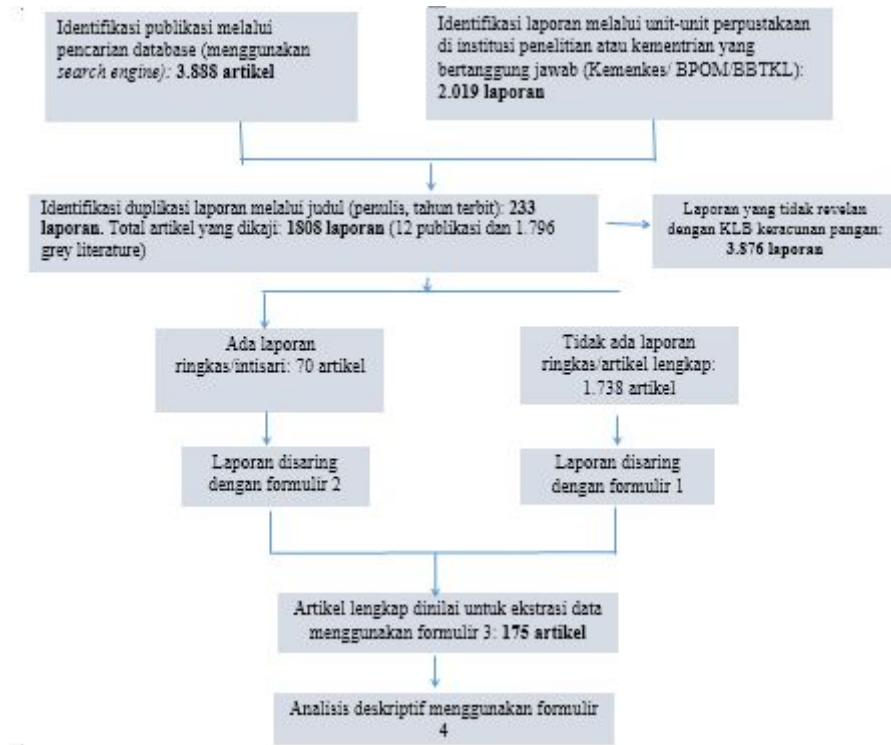 Identifikasi publikasi melalui
pencarian database (menggunakan
search engine): 3.888 artikel
Identifikasi laporan melalui unit-unit perpustakaan
di institusi penelitian atau kementrian yang
bertanggung jawab (Kemenkes/ BPOM/BBTKL):
2.019 laporan
Identifikasi duplikasi laporan melalui judul (penulis, tahun terbit): 233
laporan. Total artikel yang dikaji: 1808 laporan (12 publikasi dan 1.796
grey literature)
Laporan yang tidak revelan
dengan KLB keracunan pangan:
3.876 laporan
Ada laporan
ringkas/intisari: 70 artikel
Tidak ada laporan
ringkas/artikel lengkap:
1.738 artikel
Laporan disaring
dengan formulir 2
Laporan disaring
dengan formulir 1
Artikel lengkap dinilai untuk ekstrasi data
menggunakan formulir 3: 175 artikel
Analisis deskriptif menggunakan formulir
4